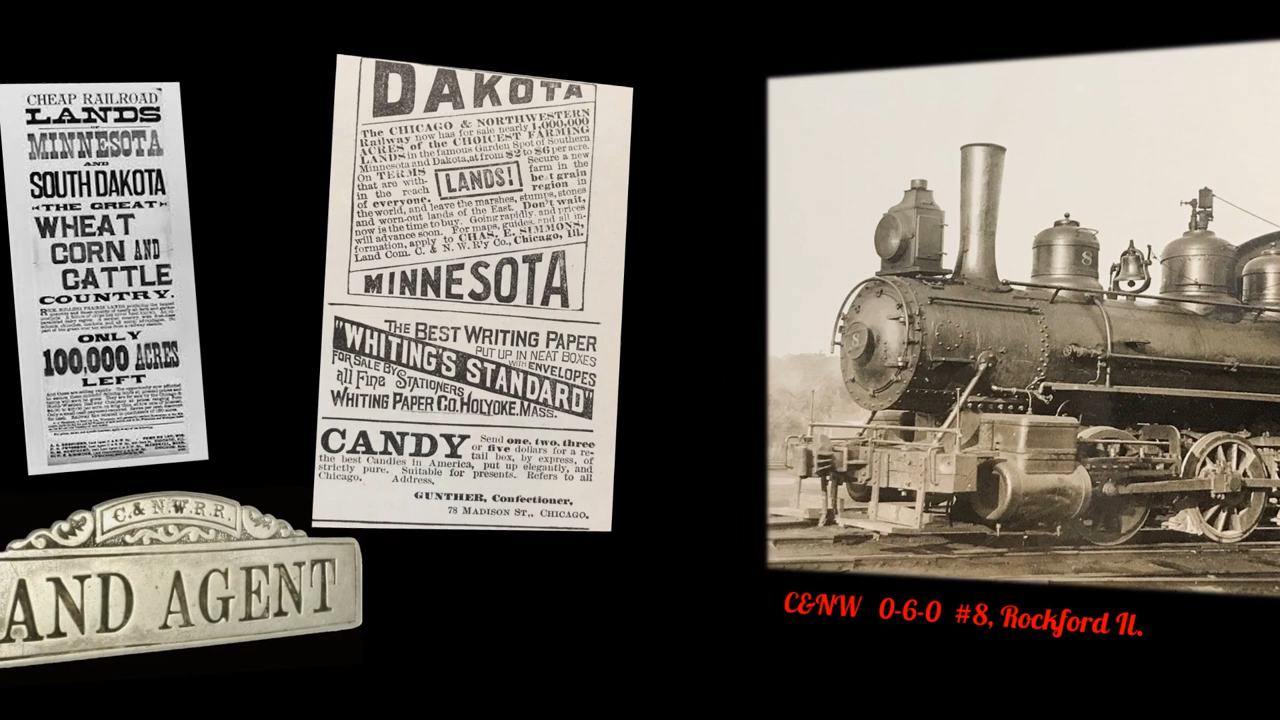 CHEAP RAILROAD
LANDS
OF
MINNESOTA
AND
SOUTH DAKOTA
THE GREAT
WHEAT
CORN AND
CATTLE
COUNTRY.
ONLY
100,000 ACRES
LEFT
C. & N.W.R.R.
AND AGENT
DAKOTA
The CHICAGO & NORTHWESTERN
Railway now has for sale nearly 1,000,000
ACRES of the CHOICEST FARMING
LANDS in the famous Garden Spot of Southern
Minnesota and Dakota, at from $2 to $6 per acre.
On TERMS Secure a new
that are with- farm in the
in the reach LANDS! best grain
of everyone. region in
the world, and leave the marshes, stumps, stones
and worn-out lands of the East. Don't wait,
now is the time to buy. Going rapidly, and prices
will advance soon. For maps, guides, and all in-
formation, apply to CHAS. E. SIMMONS,
Land Com. C. & N. W. R'y Co., Chicago, Ill.
MINNESOTA
THE BEST WRITING PAPER
PUT UP IN NEAT BOXES
WITH ENVELOPES
"WHITING'S STANDARD"
FOR SALE BY STATIONERS
all Fine
WHITING PAPER CO. HOLYOKE. MASS.
CANDY Send one, two, three
or five dollars for a re-
tail box, by express, of
the best Candies in America, put up elegantly, and
strictly pure. Suitable for presents. Refers to all
Chicago. Address,
GUNTHER, Confectioner,
78 MADISON ST., CHICAGO.
8
8
C&NW 0-6-0 #8, Rockford Il.